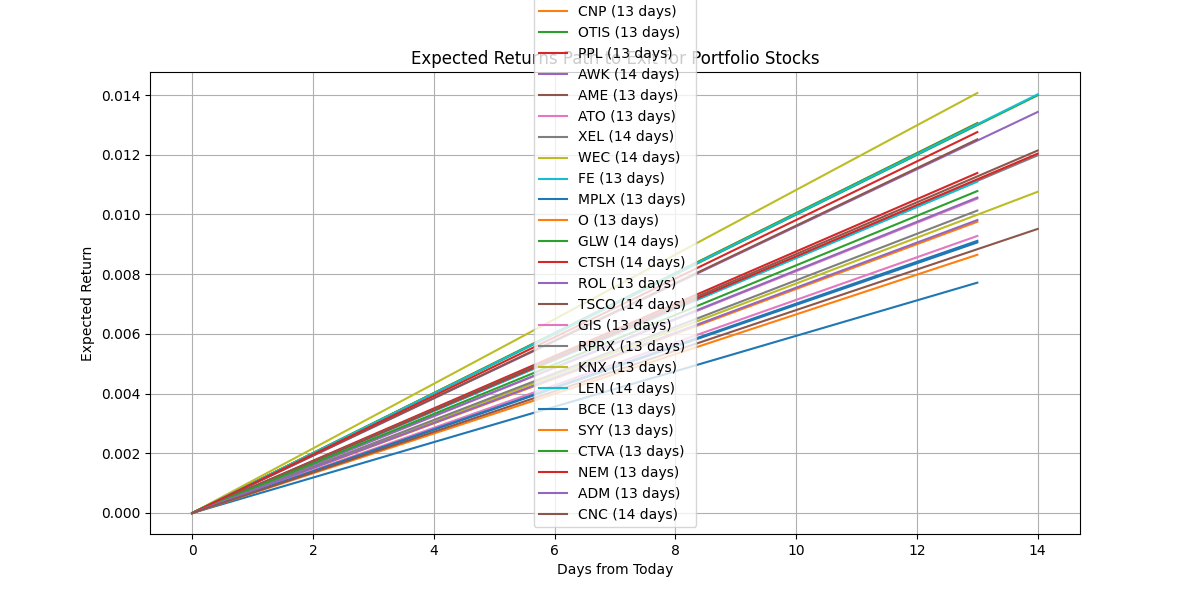 Expected Returns Path to Exit for Portfolio Stocks
CNP (13 days)
OTIS (13 days)
PPL (13 days)
AWK (14 days)
AME (13 days)
ATO (13 days)
XEL (14 days)
WEC (14 days)
FE (13 days)
MPLX (13 days)
O (13 days)
GLW (14 days)
CTSH (14 days)
ROL (13 days)
TSCO (14 days)
GIS (13 days)
RPRX (13 days)
KNX (13 days)
LEN (14 days)
BCE (13 days)
SYY (13 days)
CTVA (13 days)
NEM (13 days)
ADM (13 days)
CNC (14 days)
Expected Return
0.014
0.012
0.010
0.008
0.006
0.004
0.002
0.000
0
2
4
6
8
10
12
14
Days from Today